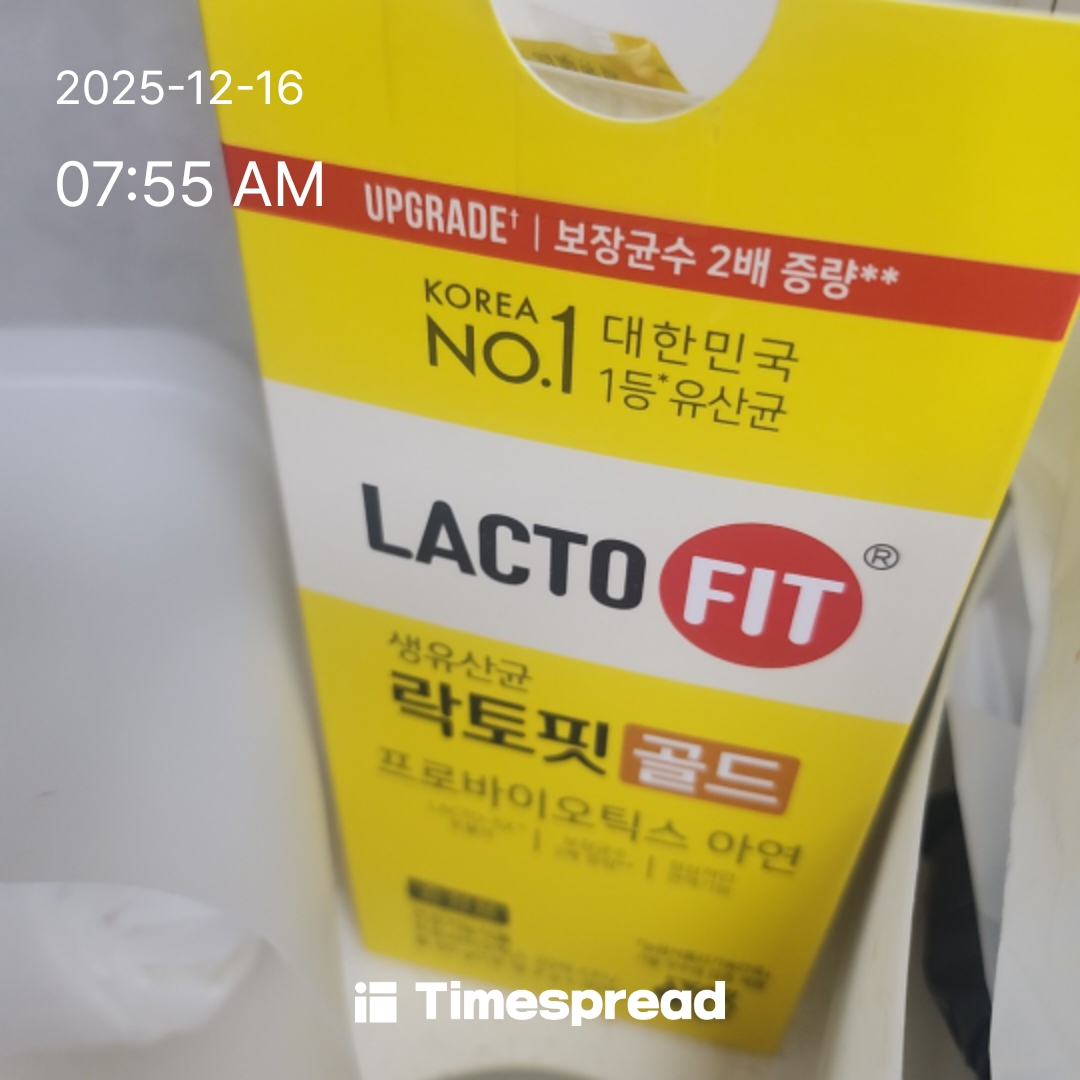 2025-12-16
07:55 AM
UPGRADE† | 보장균수 2배 증량**
KOREA
NO.1
대한민국
1등*유산균
LACTO FIT®
생유산균
락토핏 골드
프로바이오틱스 아연
Timespread